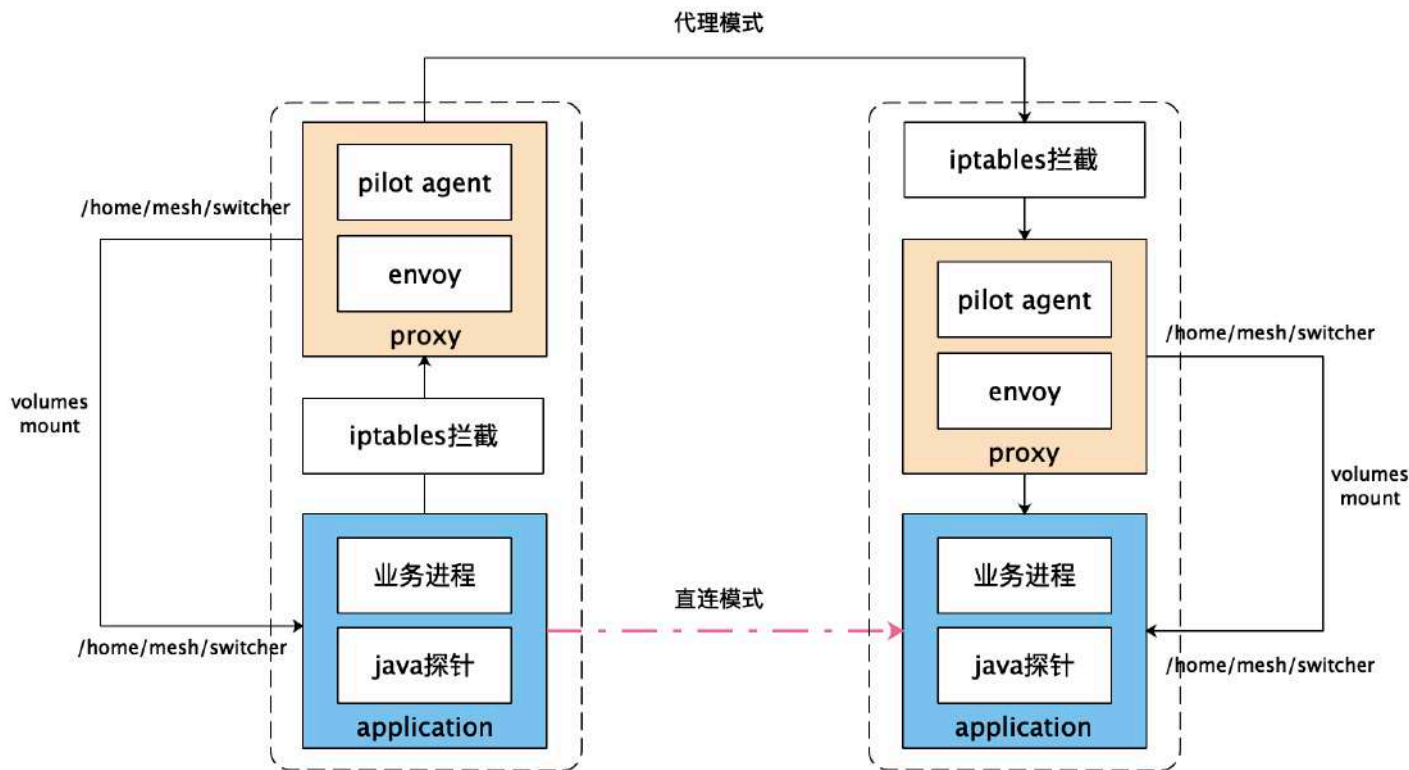 代理模式
pilot agent
/home/mesh/switcher
envoy
proxy
volumes
mount
iptables拦截
业务进程
/home/mesh/switcher
java探针
application
直连模式
iptables拦截
pilot agent
/home/mesh/switcher
envoy
proxy
volumes
mount
业务进程
java探针
/home/mesh/switcher
application